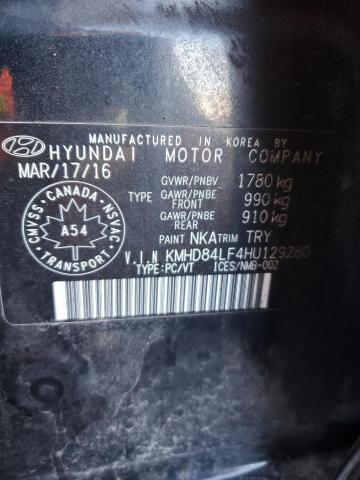 MANUFACTURED IN KOREA BY
HYUNDAI MOTOR COMPANY
MAR/17/16
GVWR/PNBV 1780 kg
TYPE GAWR/PNBE FRONT 990 kg
GAWR/PNBE REAR 910 kg
PAINT NKA TRIM TRY
V.I.N KMHD84LF4HU129280
TYPE:PC/VT ICES/NMB-002
CANADA
CMVSS. NSVAC
A54
TRANSPORT